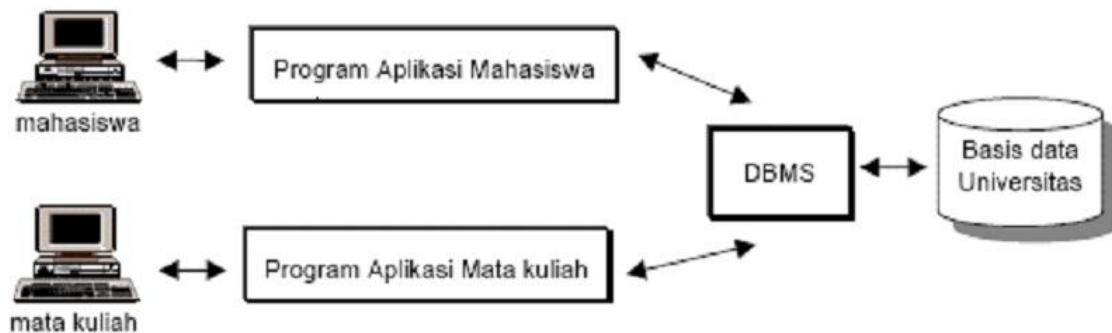 mahasiswa
Program Aplikasi Mahasiswa
DBMS
Basis data
Universitas
mata kuliah
Program Aplikasi Mata kuliah